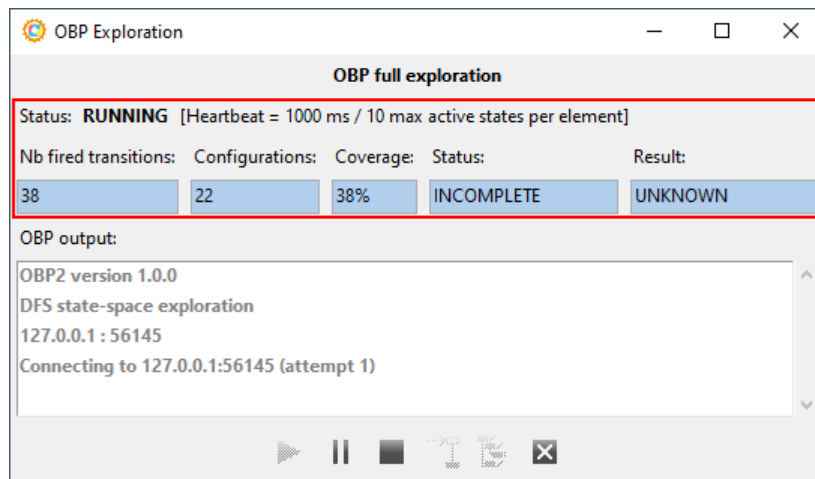 OBP Exploration
OBP full exploration
Status: RUNNING [Heartbeat = 1000 ms / 10 max active states per element]
Nb fired transitions: Configurations: Coverage: Status: Result:
38 22 38% INCOMPLETE UNKNOWN
OBP output:
OBP2 version 1.0.0
DFS state-space exploration
127.0.0.1 : 56145
Connecting to 127.0.0.1:56145 (attempt 1)